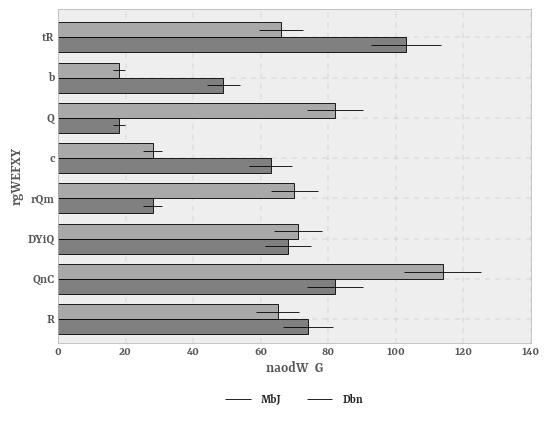 tR
b
Q
c
rQm
DYiQ
QnC
R
rgWEFXY
0 20 40 60 80 100 120 140
naodW G
MbJ Dbn